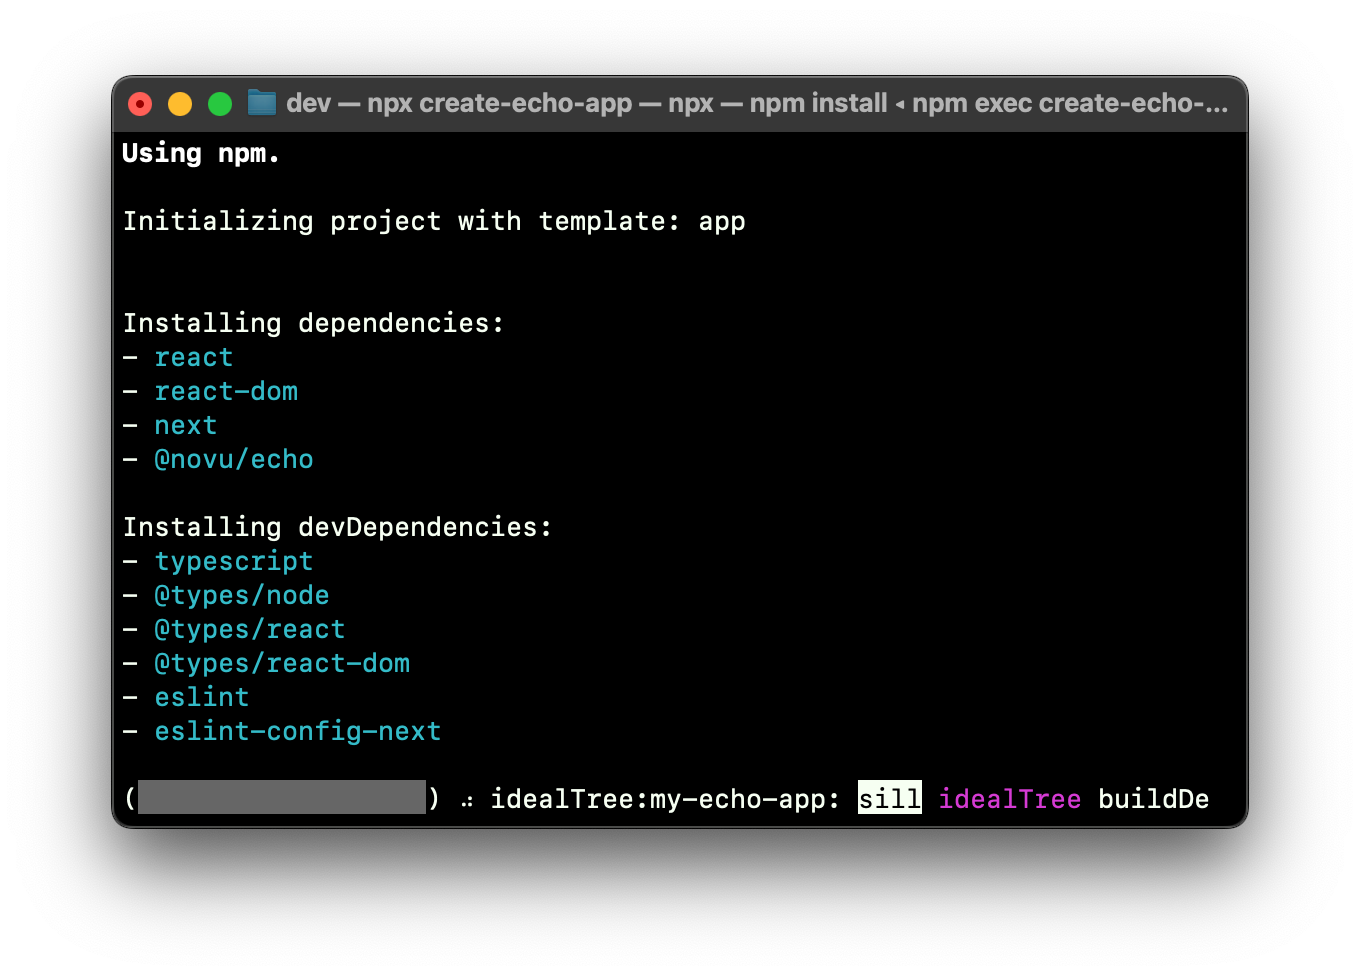 dev — npx create-echo-app — npx — npm install ◂ npm exec create-echo-...
Using npm.
Initializing project with template: app
Installing dependencies:
- react
- react-dom
- next
- @novu/echo
Installing devDependencies:
- typescript
- @types/node
- @types/react
- @types/react-dom
- eslint
- eslint-config-next
(                  ) ⠴ idealTree:my-echo-app: sill idealTree buildDe